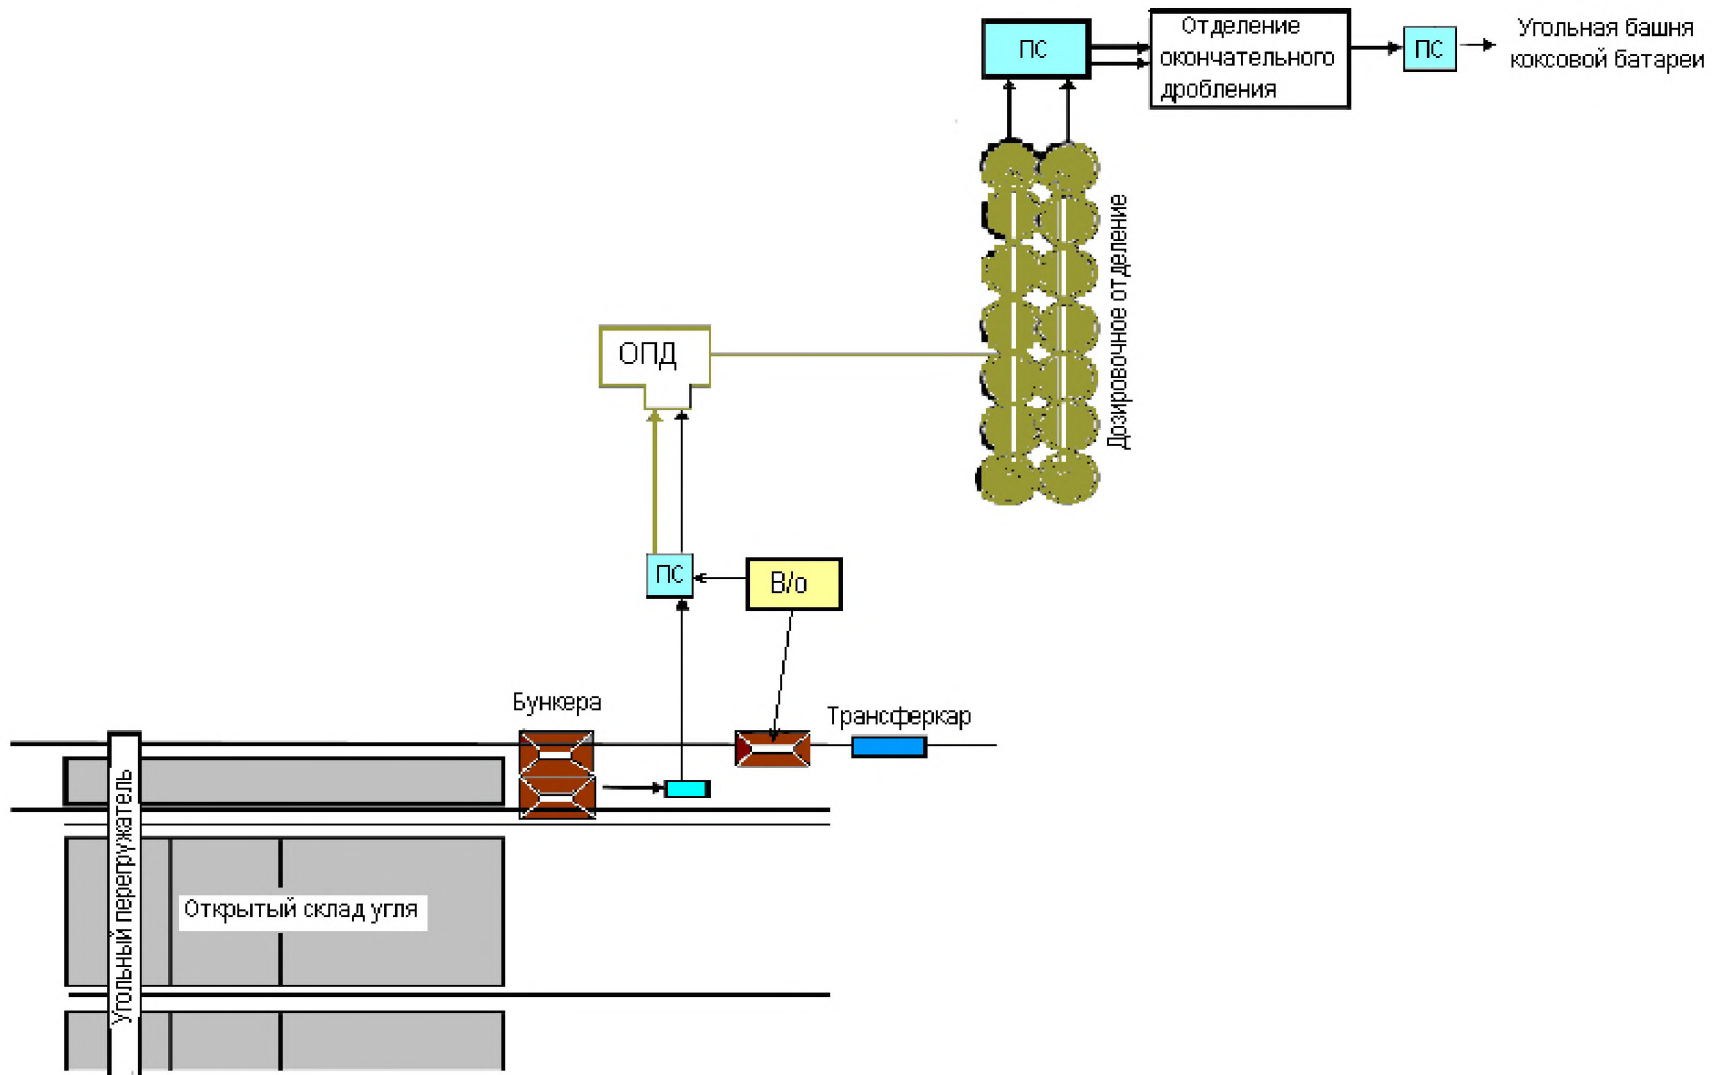 ПС
Отделение
окончательного
дробления
ПС
Угольная башня
коксовой батареи
Дозировочное отделение
ОПД
ПС
В/о
Бункера
Трансферкар
Угольный перегружатель
Открытый склад угля